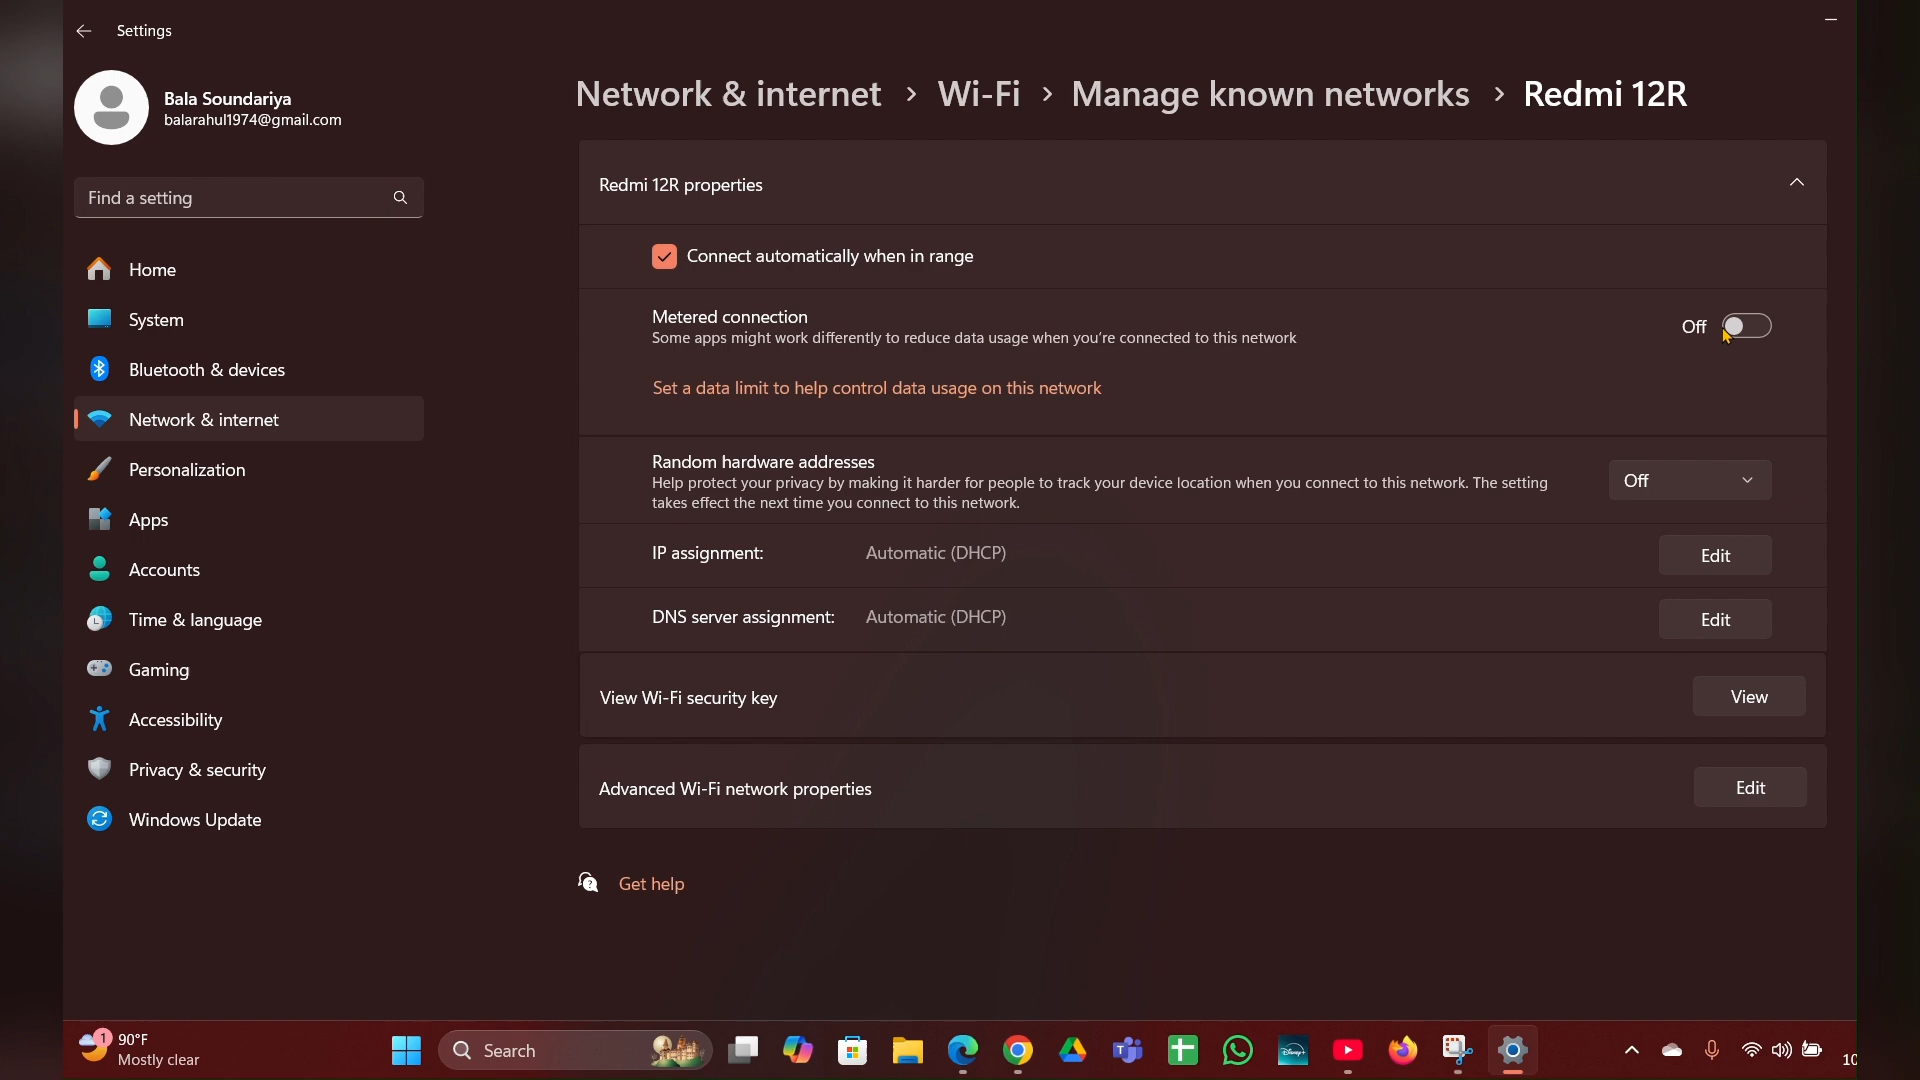 Settings
Bala Soundariya
balarahul1974@gmail.com
Find a setting
Home
System
Bluetooth & devices
Network & internet
Personalization
Apps
Accounts
Time & language
Gaming
Accessibility
Privacy & security
Windows Update
Network & internet > Wi-Fi > Manage known networks > Redmi 12R
Redmi 12R properties
Connect automatically when in range
Metered connection
Some apps might work differently to reduce data usage when you're connected to this network
Off
Set a data limit to help control data usage on this network
Random hardware addresses
Help protect your privacy by making it harder for people to track your device location when you connect to this network. The setting
takes effect the next time you connect to this network.
Off
IP assignment: Automatic (DHCP) Edit
DNS server assignment: Automatic (DHCP) Edit
View Wi-Fi security key View
Advanced Wi-Fi network properties Edit
Get help
1
90°F
Mostly clear
Search
Disney+
10